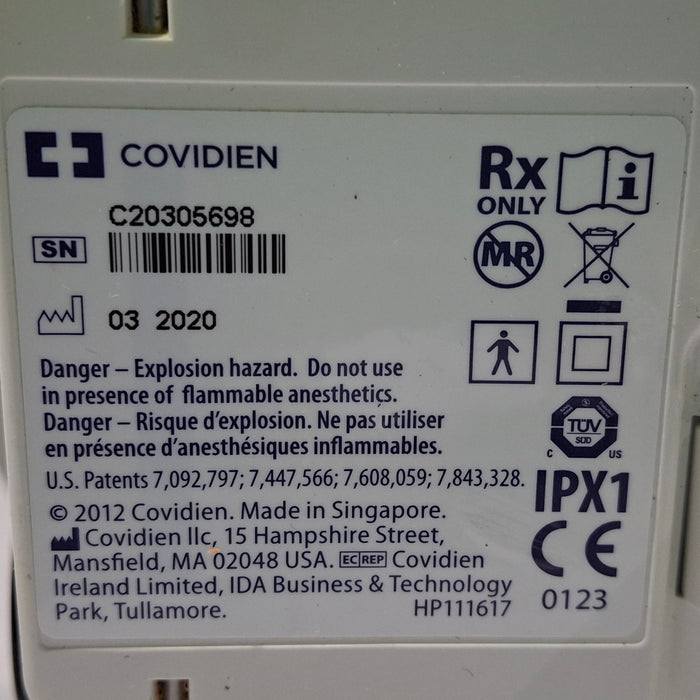 COVIDIEN
Rx
ONLY
C20305698
SN
MR
03 2020
Danger – Explosion hazard. Do not use
in presence of flammable anesthetics.
Danger – Risque d'explosion. Ne pas utiliser
en présence d'anesthésiques inflammables.
TÜV
SÜD
C US
U.S. Patents 7,092,797; 7,447,566; 7,608,059; 7,843,328.
IPX1
© 2012 Covidien. Made in Singapore.
Covidien llc, 15 Hampshire Street,
Mansfield, MA 02048 USA. EC REP Covidien
Ireland Limited, IDA Business & Technology
Park, Tullamore. HP111617
CE
0123